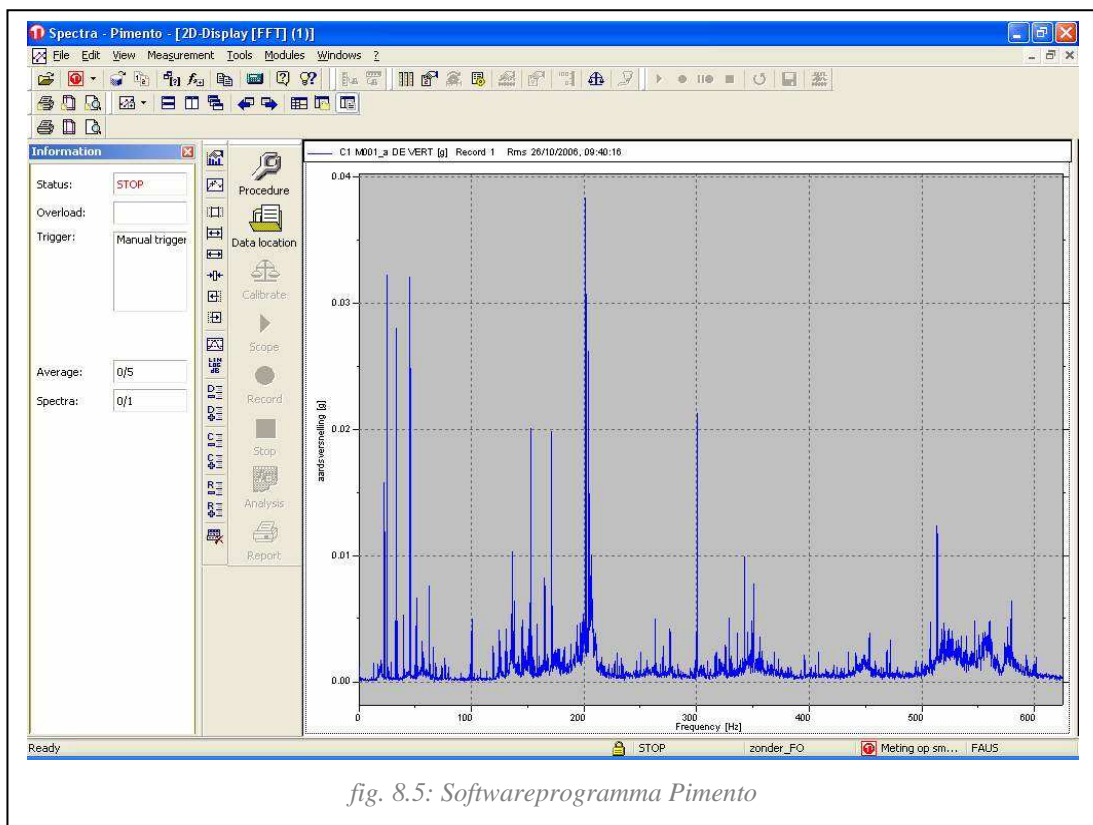 Spectra - Pimento - [2D-Display [FFT] (1)]
File Edit View Measurement Tools Modules Windows ?
Information
Status: STOP
Overload:
Trigger: Manual trigger
Average: 0/5
Spectra: 0/1
Procedure
Data location
Calibrate
Scope
Record
Stop
Analysis
Report
C1 M001_a DE VERT [g] Record 1 Rms 26/10/2006, 09:40:16
0.04
0.03
0.02
0.01
0.00
aardsversnelling [g]
0 100 200 300 400 500 600
Frequency [Hz]
Ready STOP zonder_FO Meting op sm... FAUS
fig. 8.5: Softwareprogramma Pimento